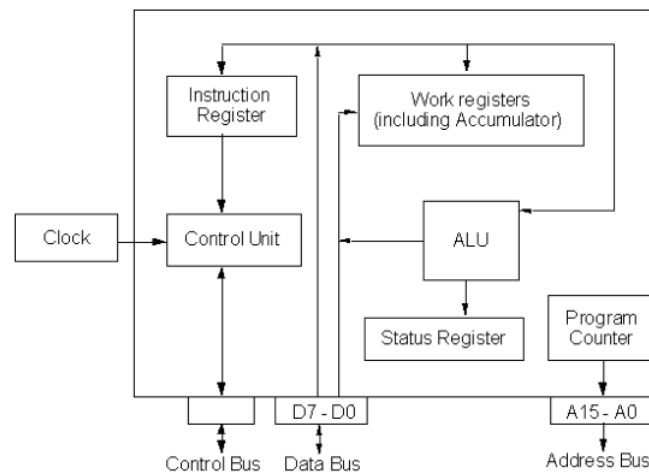 Instruction
Register
Work registers
(including Accumulator)
Clock
Control Unit
ALU
Status Register
Program
Counter
D7 - D0
A15 - A0
Control Bus
Data Bus
Address Bus